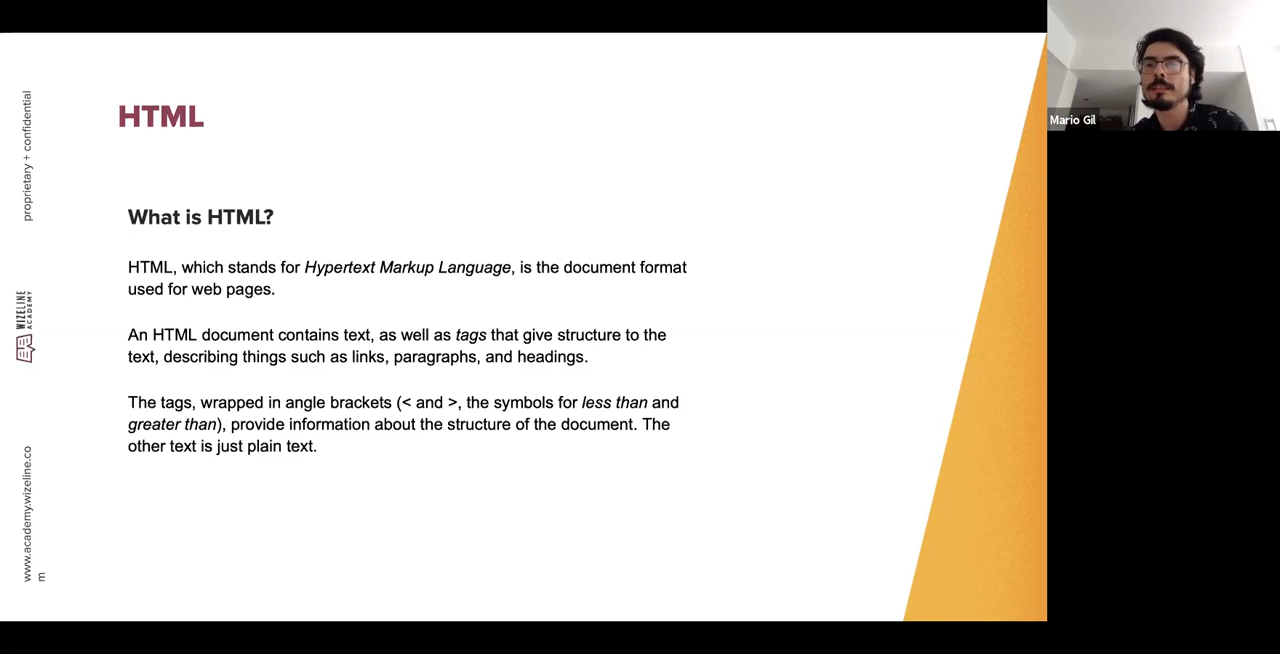 HTML
What is HTML?
HTML, which stands for Hypertext Markup Language, is the document format
used for web pages.
An HTML document contains text, as well as tags that give structure to the
text, describing things such as links, paragraphs, and headings.
The tags, wrapped in angle brackets (< and >, the symbols for less than and
greater than), provide information about the structure of the document. The
other text is just plain text.
proprietary + confidential
WIZELINE
ACADEMY
www.academy.wizeline.co
m
Mario Gil